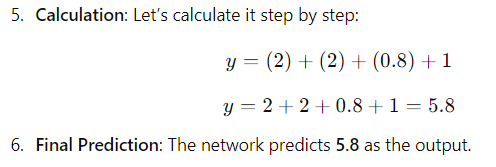 5. Calculation: Let's calculate it step by step:
y = (2) + (2) + (0.8) + 1
y = 2 + 2 + 0.8 + 1 = 5.8
6. Final Prediction: The network predicts 5.8 as the output.